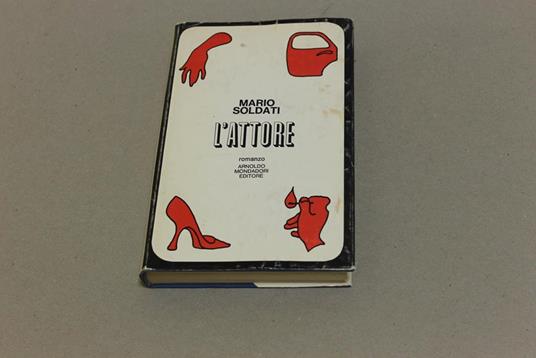 MARIO
SOLDATI
L'ATTORE
romanzo
ARNOLDO
MONDADORI
EDITORE